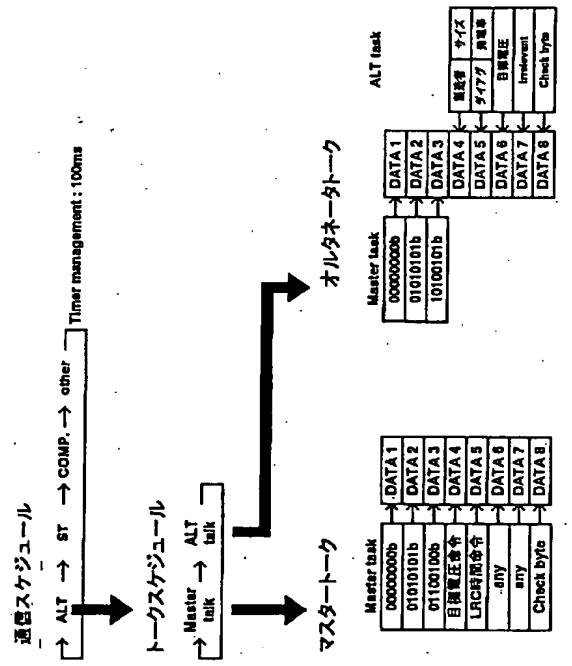 通信スケジュール
ALT → ST → COMP. → other
Timer management : 100ms
トークスケジュール
Master talk → ALT talk
マスタートーク
Master task
00000000b
01010101b
01100100b
目標電圧命令
LRC時間命令
any
any
Check byte
DATA 1
DATA 2
DATA 3
DATA 4
DATA 5
DATA 6
DATA 7
DATA 8
オルタネータトーク
Master task
00000000b
01010101b
10100101b
DATA 1
DATA 2
DATA 3
DATA 4
DATA 5
DATA 6
DATA 7
DATA 8
ALT task
製造者 サイズ
ダイアグ 発電率
目標電圧
Irrelevant
Check byte